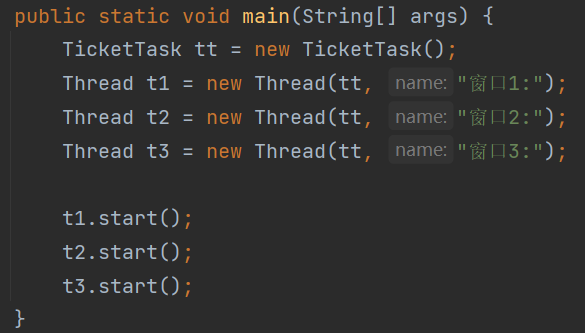 public static void main(String[] args) {
    TicketTask tt = new TicketTask();
    Thread t1 = new Thread(tt, name: "窗口1:");
    Thread t2 = new Thread(tt, name: "窗口2:");
    Thread t3 = new Thread(tt, name: "窗口3:");

    t1.start();
    t2.start();
    t3.start();
}